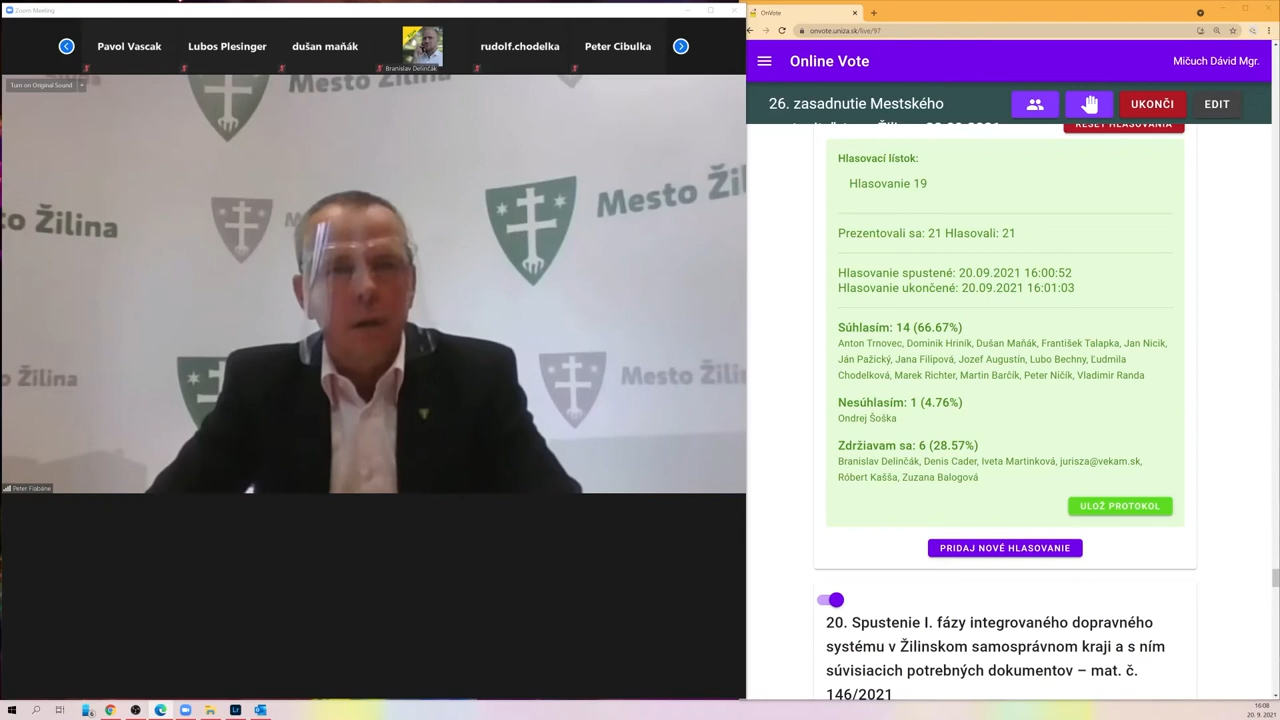 Zoom Meeting
Pavol Vascak
Lubos Plesinger
dušan maňák
Branislav Delinčák
rudolf.chodelka
Peter Cibulka
Turn on Original Sound
Mesto
Mesto Žil
to Žilina
Žilina
Mesto Žilin
Peter Fiabáne
OnVote
onvote.uniza.sk/live/97
Online Vote
Mičuch Dávid Mgr.
26. zasadnutie Mestského
UKONČI
EDIT
RESET HLASOVANIA
Hlasovací lístok:
Hlasovanie 19
Prezentovali sa: 21 Hlasovali: 21
Hlasovanie spustené: 20.09.2021 16:00:52
Hlasovanie ukončené: 20.09.2021 16:01:03
Súhlasím: 14 (66.67%)
Anton Trnovec, Dominik Hriník, Dušan Maňák, František Talapka, Jan Nicik,
Ján Pažický, Jana Filipová, Jozef Augustín, Lubo Bechny, Ľudmila
Chodelková, Marek Richter, Martin Barčík, Peter Ničík, Vladimir Randa
Nesúhlasím: 1 (4.76%)
Ondrej Šoška
Zdržiavam sa: 6 (28.57%)
Branislav Delinčák, Denis Cader, Iveta Martinková, jurisza@vekam.sk,
Róbert Kašša, Zuzana Balogová
ULOŽ PROTOKOL
PRIDAJ NOVÉ HLASOVANIE
20. Spustenie I. fázy integrovaného dopravného
systému v Žilinskom samosprávnom kraji a s ním
súvisiacich potrebných dokumentov – mat. č.
146/2021
16:08
20. 9. 2021